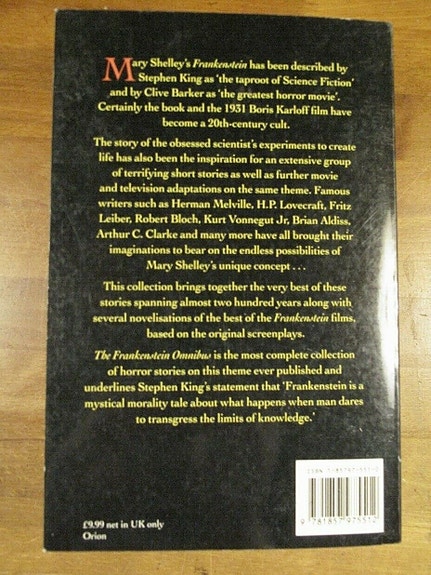 Mary Shelley's Frankenstein has been described by
Stephen King as 'the taproot of Science Fiction'
and by Clive Barker as 'the greatest horror movie'.
Certainly the book and the 1931 Boris Karloff film have
become a 20th-century cult.
The story of the obsessed scientist's experiments to create
life has also been the inspiration for an extensive group
of terrifying short stories as well as further movie
and television adaptations on the same theme. Famous
writers such as Herman Melville, H.P. Lovecraft, Fritz
Leiber, Robert Bloch, Kurt Vonnegut Jr, Brian Aldiss,
Arthur C. Clarke and many more have all brought their
imaginations to bear on the endless possibilities of
Mary Shelley's unique concept . . .
This collection brings together the very best of these
stories spanning almost two hundred years along with
several novelisations of the best of the Frankenstein films,
based on the original screenplays.
The Frankenstein Omnibus is the most complete collection
of horror stories on this theme ever published and
underlines Stephen King's statement that 'Frankenstein is a
mystical morality tale about what happens when man dares
to transgress the limits of knowledge.'
ISBN 1-85797-551-2
9 781857 975512
£9.99 net in UK only
Orion